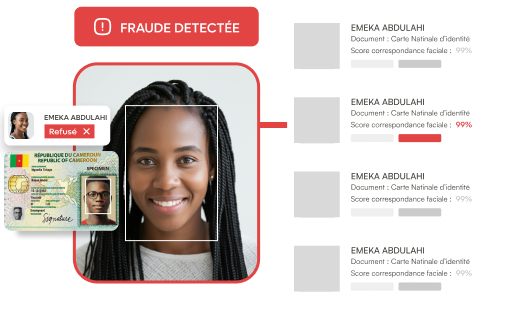 FRAUDE DETECTÉE
EMEKA ABDULAHI
Refusé
RÉPUBLIQUE DU CAMEROUN
REPUBLIC OF CAMEROON
SPECIMEN
Signature
EMEKA ABDULAHI
Document : Carte Natinale d'identité
Score correspondance faciale : 99%
EMEKA ABDULAHI
Document : Carte Natinale d'identité
Score correspondance faciale : 99%
EMEKA ABDULAHI
Document : Carte Natinale d'identité
Score correspondance faciale : 99%
EMEKA ABDULAHI
Document : Carte Natinale d'identité
Score correspondance faciale : 99%